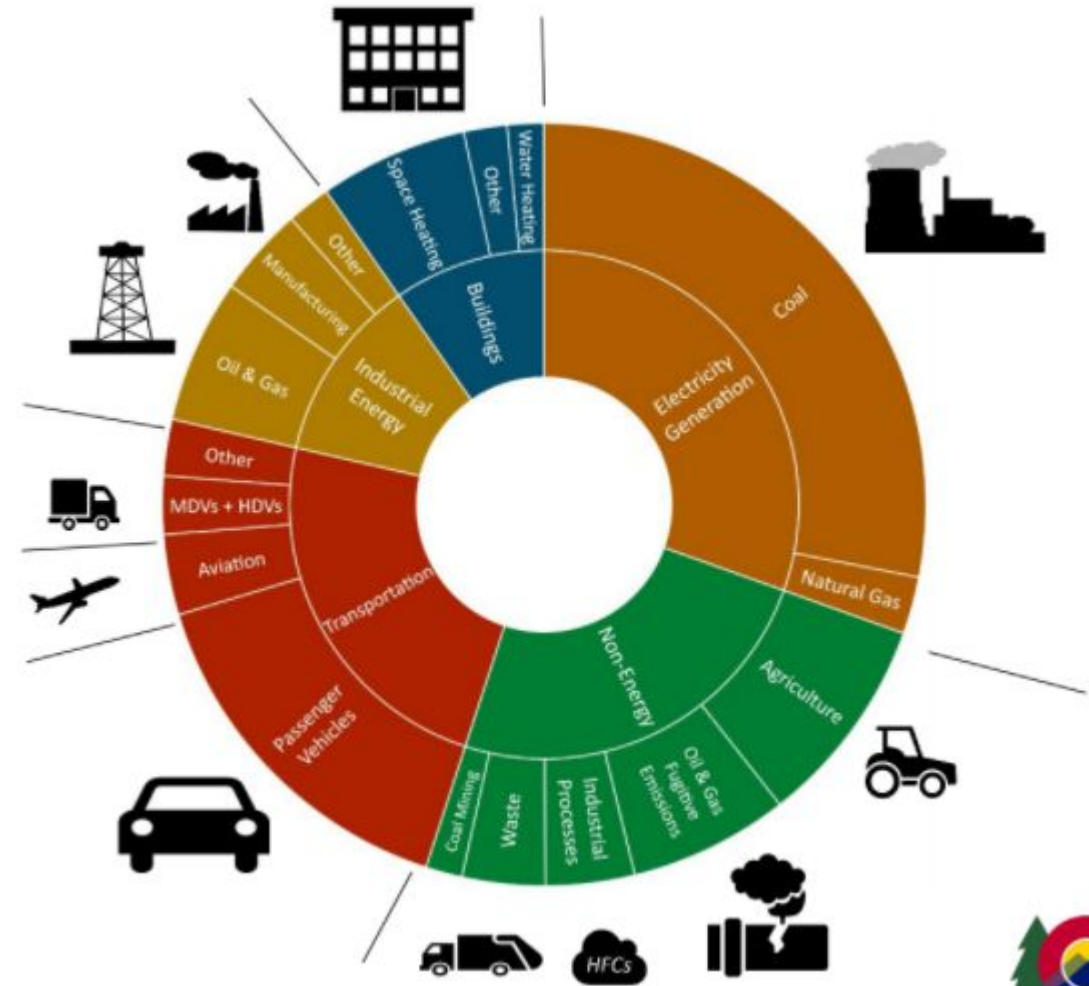 Space Heating
Other
Water Heating
Buildings
Coal
Electricity
Generation
Natural Gas
Other
Manufacturing
Oil & Gas
Industrial
Energy
Other
MDVs + HDVs
Aviation
Transportation
Passenger
Vehicles
Non-Energy
Agriculture
Oil & Gas
Fugitive
Emissions
Industrial
Processes
Waste
Coal Mining
HFCs